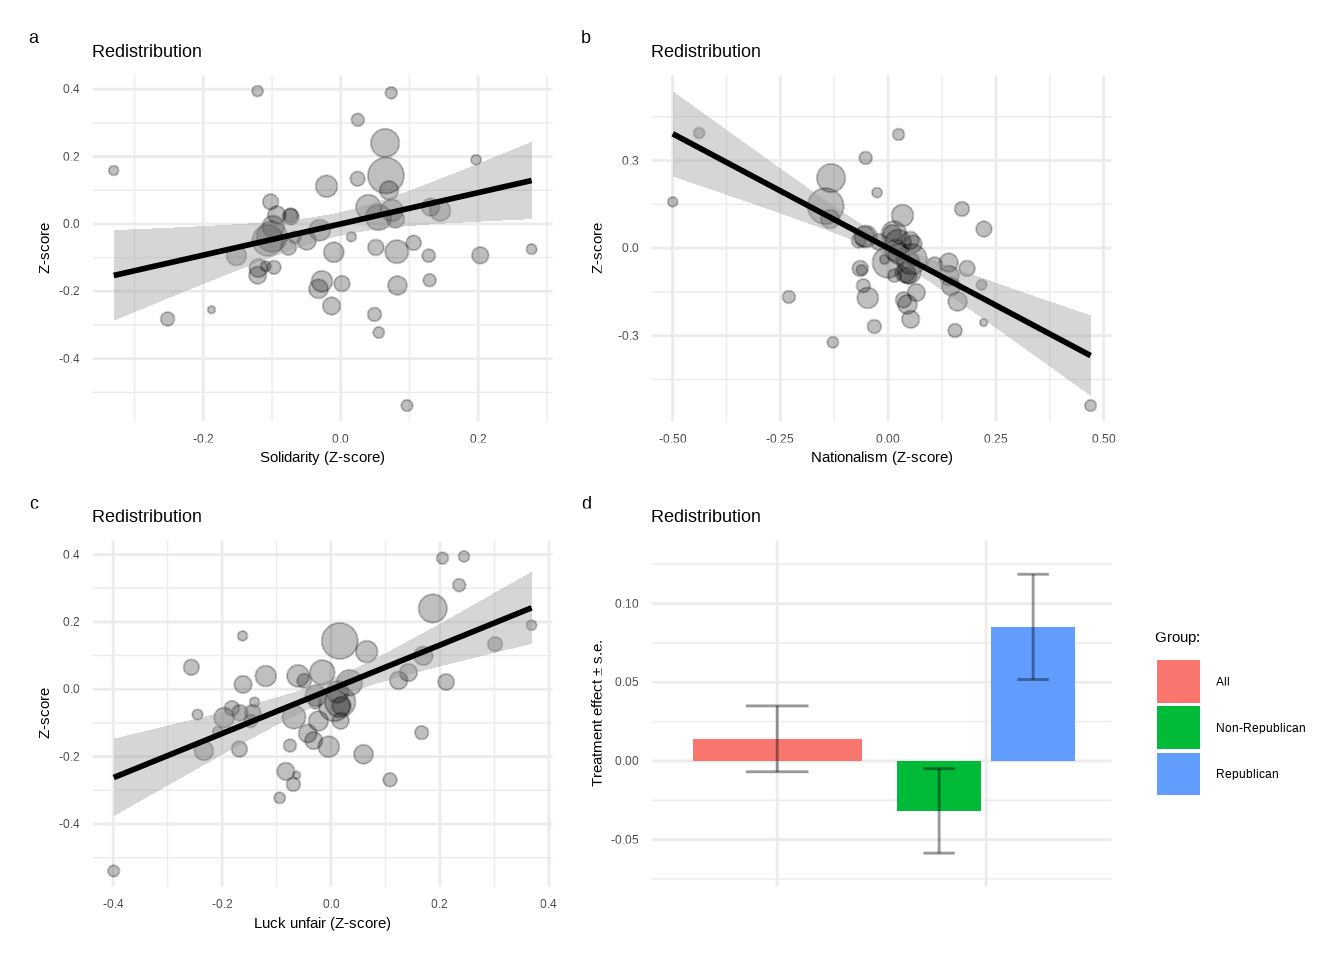 a
Redistribution
Z-score
0.4
0.2
0.0
-0.2
-0.4
-0.2
0.0
0.2
Solidarity (Z-score)
b
Redistribution
Z-score
0.3
0.0
-0.3
-0.50
-0.25
0.00
0.25
0.50
Nationalism (Z-score)
c
Redistribution
Z-score
0.4
0.2
0.0
-0.2
-0.4
-0.4
-0.2
0.0
0.2
0.4
Luck unfair (Z-score)
d
Redistribution
Treatment effect ± s.e.
0.10
0.05
0.00
-0.05
Group:
All
Non-Republican
Republican